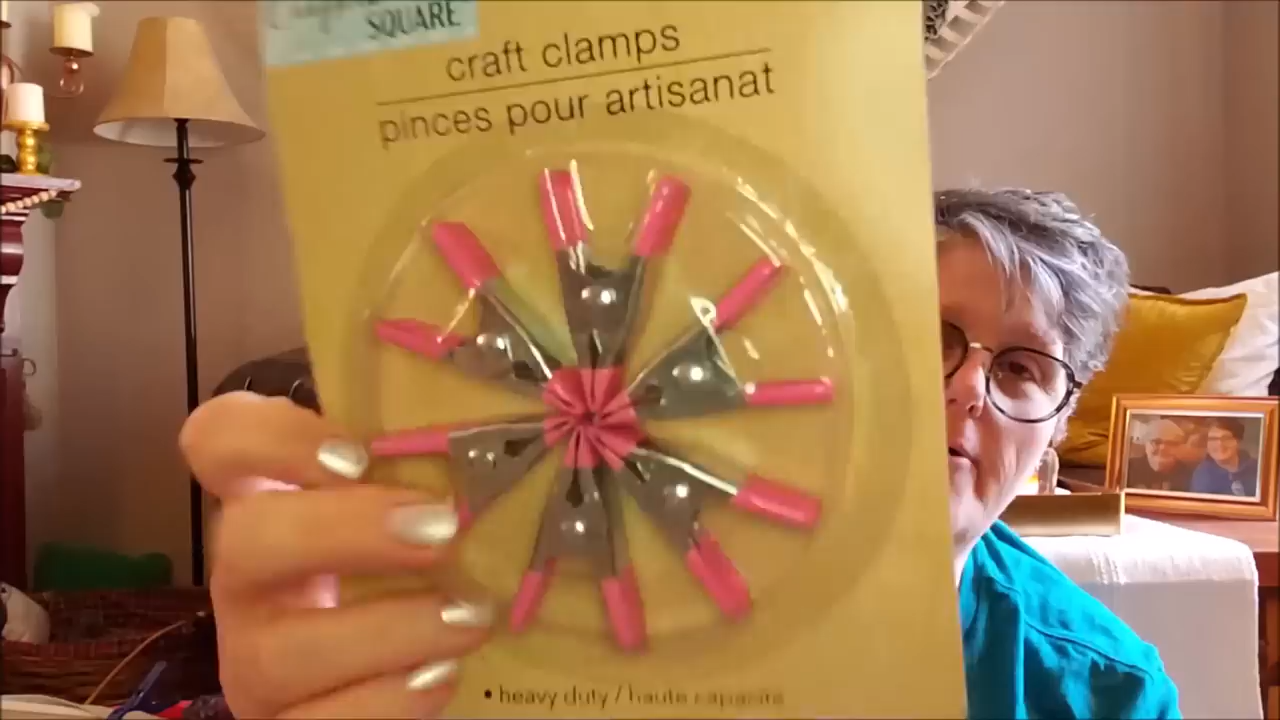 SQUARE
craft clamps
pinces pour artisanat
• heavy duty / haute capacité